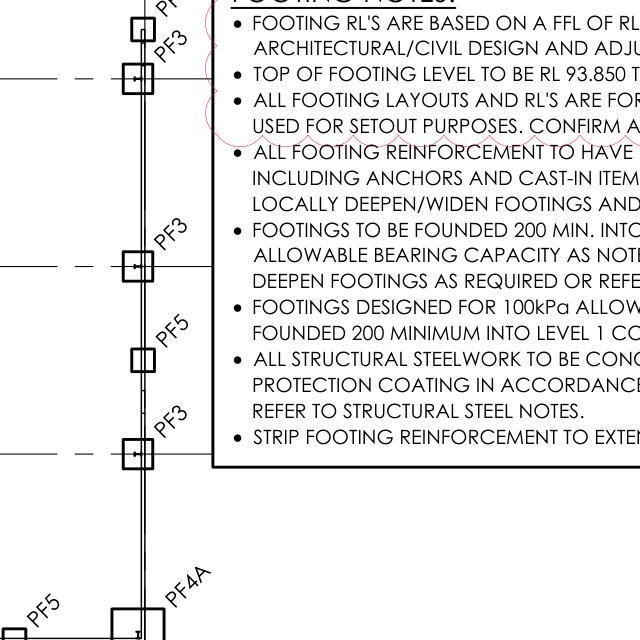 FOOTING NOTES:
• FOOTING RL'S ARE BASED ON A FFL OF RL
ARCHITECTURAL/CIVIL DESIGN AND ADJU
• TOP OF FOOTING LEVEL TO BE RL 93.850 T
• ALL FOOTING LAYOUTS AND RL'S ARE FOR
USED FOR SETOUT PURPOSES. CONFIRM A
• ALL FOOTING REINFORCEMENT TO HAVE
INCLUDING ANCHORS AND CAST-IN ITEM
LOCALLY DEEPEN/WIDEN FOOTINGS AND
• FOOTINGS TO BE FOUNDED 200 MIN. INTO
ALLOWABLE BEARING CAPACITY AS NOTE
DEEPEN FOOTINGS AS REQUIRED OR REFE
• FOOTINGS DESIGNED FOR 100kPa ALLOW
FOUNDED 200 MINIMUM INTO LEVEL 1 CO
• ALL STRUCTURAL STEELWORK TO BE CONC
PROTECTION COATING IN ACCORDANCE
REFER TO STRUCTURAL STEEL NOTES.
• STRIP FOOTING REINFORCEMENT TO EXTEN
PF3
PF3
PF5
PF3
PF4A
PF5